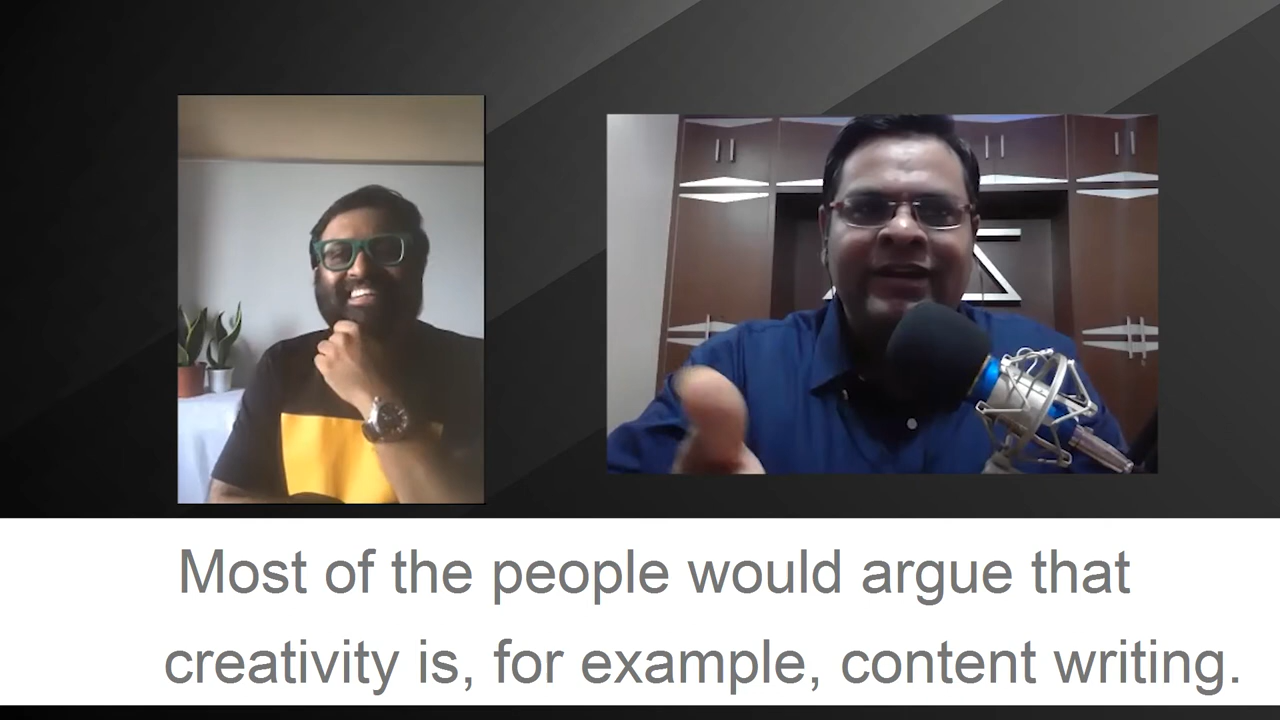 Most of the people would argue that
creativity is, for example, content writing.